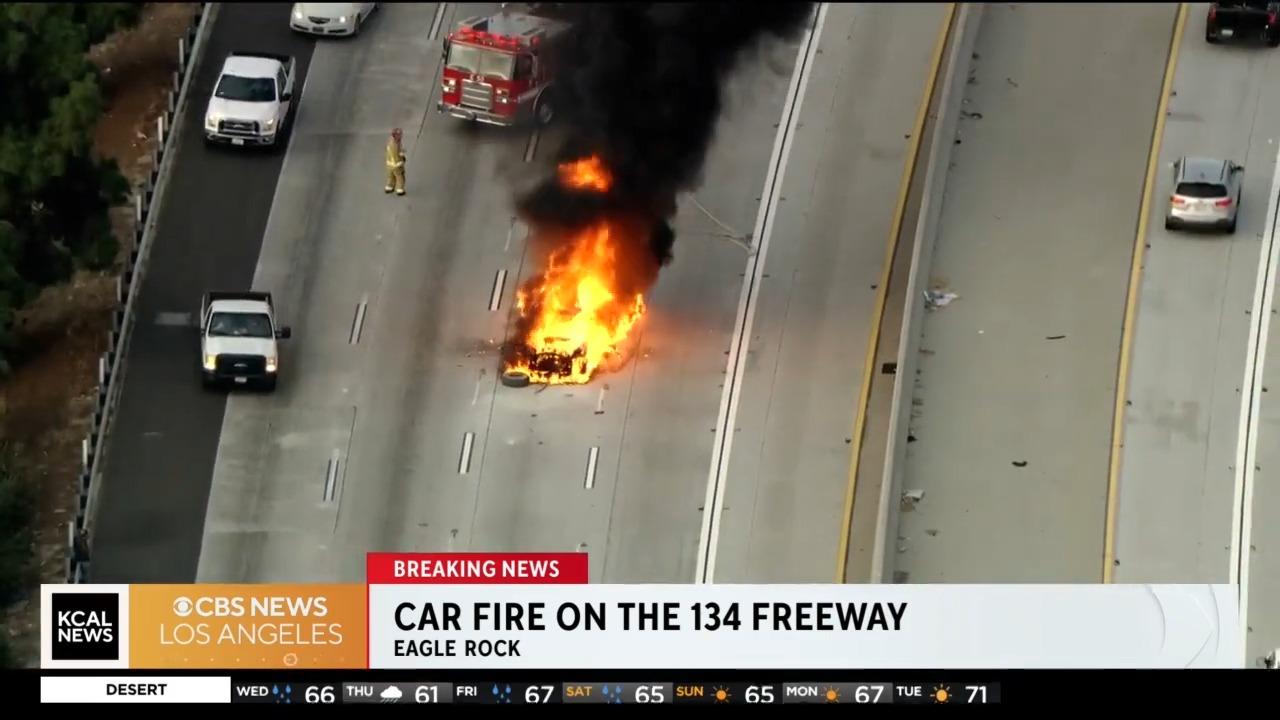 BREAKING NEWS
KCAL NEWS
CBS NEWS
LOS ANGELES
CAR FIRE ON THE 134 FREEWAY
EAGLE ROCK
DESERT WED 66 THU 61 FRI 67 SAT 65 SUN 65 MON 67 TUE 71